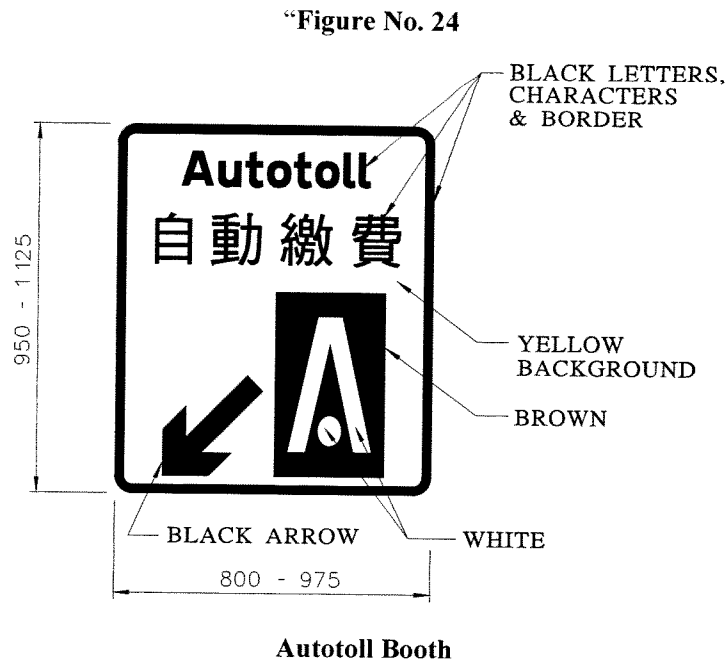 “Figure No. 24
BLACK LETTERS,
CHARACTERS
& BORDER
Autotoll
自動繳費
950 - 1125
YELLOW
BACKGROUND
BROWN
BLACK ARROW
WHITE
800 - 975
Autotoll Booth